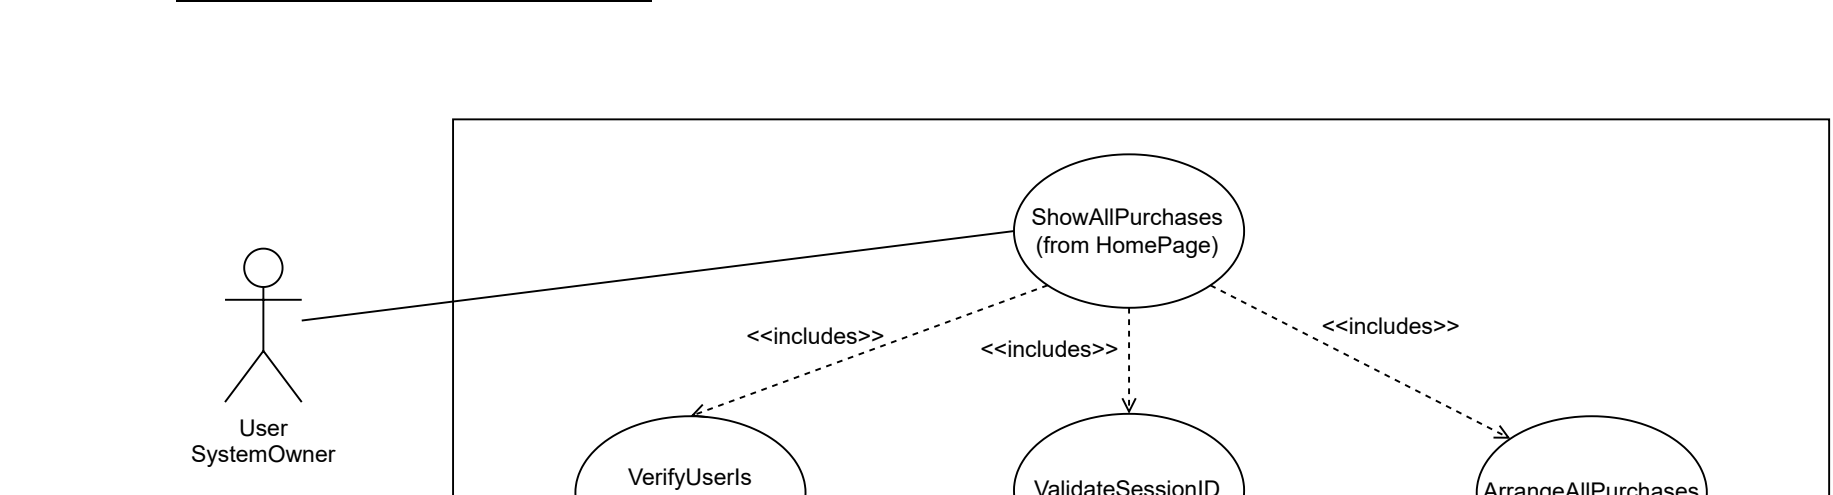 ShowAllPurchases
(from HomePage)
<<includes>>
<<includes>>
<<includes>>
User
SystemOwner
VerifyUserIs
ValidateSessionID
ArrangeAllPurchases